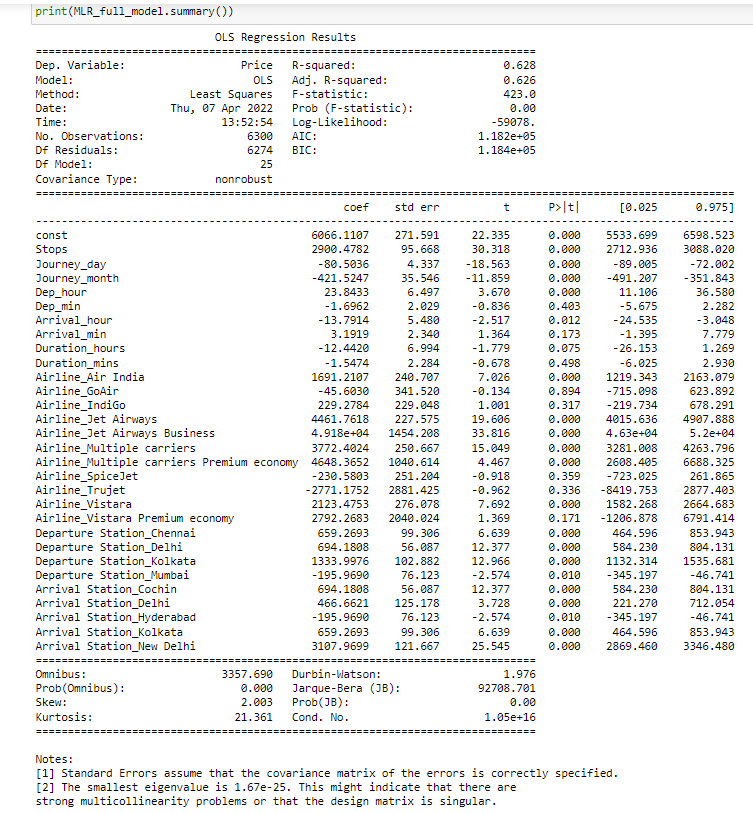 print(MLR_full_model.summary())
OLS Regression Results
==============================================================================
Dep. Variable: Price R-squared: 0.628
Model: OLS Adj. R-squared: 0.626
Method: Least Squares F-statistic: 423.0
Date: Thu, 07 Apr 2022 Prob (F-statistic): 0.00
Time: 13:52:54 Log-Likelihood: -59078.
No. Observations: 6300 AIC: 1.182e+05
Df Residuals: 6274 BIC: 1.184e+05
Df Model: 25
Covariance Type: nonrobust
==============================================================================
coef std err t P>|t| [0.025 0.975]
------------------------------------------------------------------------------
const 6066.1107 271.591 22.335 0.000 5533.699 6598.523
Stops 2900.4782 95.668 30.318 0.000 2712.936 3088.020
Journey_day -80.5036 4.337 -18.563 0.000 -89.005 -72.002
Journey_month -421.5247 35.546 -11.859 0.000 -491.207 -351.843
Dep_hour 23.8433 6.497 3.670 0.000 11.106 36.580
Dep_min -1.6962 2.029 -0.836 0.403 -5.675 2.282
Arrival_hour -13.7914 5.480 -2.517 0.012 -24.535 -3.048
Arrival_min 3.1919 2.340 1.364 0.173 -1.395 7.779
Duration_hours -12.4420 6.994 -1.779 0.075 -26.153 1.269
Duration_mins -1.5474 2.284 -0.678 0.498 -6.025 2.930
Airline_Air India 1691.2107 240.707 7.026 0.000 1219.343 2163.079
Airline_GoAir -45.6030 341.520 -0.134 0.894 -715.098 623.892
Airline_IndiGo 229.2784 229.048 1.001 0.317 -219.734 678.291
Airline_Jet Airways 4461.7618 227.575 19.606 0.000 4015.636 4907.888
Airline_Jet Airways Business 4.918e+04 1454.208 33.816 0.000 4.63e+04 5.2e+04
Airline_Multiple carriers 3772.4024 250.667 15.049 0.000 3281.008 4263.796
Airline_Multiple carriers Premium economy 4648.3652 1040.614 4.467 0.000 2608.405 6688.325
Airline_SpiceJet -230.5803 251.204 -0.918 0.359 -723.025 261.865
Airline_Trujet -2771.1752 2881.425 -0.962 0.336 -8419.753 2877.403
Airline_Vistara 2123.4753 276.078 7.692 0.000 1582.268 2664.683
Airline_Vistara Premium economy 2792.2683 2040.024 1.369 0.171 -1206.878 6791.414
Departure Station_Chennai 659.2693 99.306 6.639 0.000 464.596 853.943
Departure Station_Delhi 694.1808 56.087 12.377 0.000 584.230 804.131
Departure Station_Kolkata 1333.9976 102.882 12.966 0.000 1132.314 1535.681
Departure Station_Mumbai -195.9690 76.123 -2.574 0.010 -345.197 -46.741
Arrival Station_Cochin 694.1808 56.087 12.377 0.000 584.230 804.131
Arrival Station_Delhi 466.6621 125.178 3.728 0.000 221.270 712.054
Arrival Station_Hyderabad -195.9690 76.123 -2.574 0.010 -345.197 -46.741
Arrival Station_Kolkata 659.2693 99.306 6.639 0.000 464.596 853.943
Arrival Station_New Delhi 3107.9699 121.667 25.545 0.000 2869.460 3346.480
==============================================================================
Omnibus: 3357.690 Durbin-Watson: 1.976
Prob(Omnibus): 0.000 Jarque-Bera (JB): 92708.701
Skew: 2.003 Prob(JB): 0.00
Kurtosis: 21.361 Cond. No. 1.05e+16
==============================================================================
Notes:
[1] Standard Errors assume that the covariance matrix of the errors is correctly specified.
[2] The smallest eigenvalue is 1.67e-25. This might indicate that there are
strong multicollinearity problems or that the design matrix is singular.